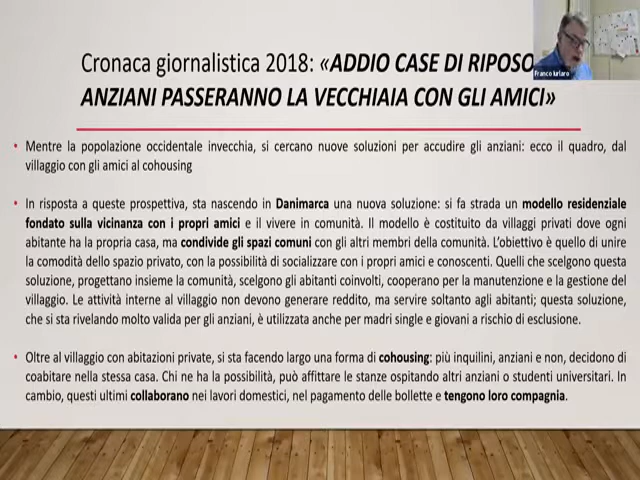 Cronaca giornalistica 2018: «ADDIO CASE DI RIPOSO
ANZIANI PASSERANNO LA VECCHIAIA CON GLI AMICI»
Franco Iurlaro
• Mentre la popolazione occidentale invecchia, si cercano nuove soluzioni per accudire gli anziani: ecco il quadro, dal
villaggio con gli amici al cohousing
• In risposta a queste prospettiva, sta nascendo in Danimarca una nuova soluzione: si fa strada un modello residenziale
fondato sulla vicinanza con i propri amici e il vivere in comunità. Il modello è costituito da villaggi privati dove ogni
abitante ha la propria casa, ma condivide gli spazi comuni con gli altri membri della comunità. L'obiettivo è quello di unire
la comodità dello spazio privato, con la possibilità di socializzare con i propri amici e conoscenti. Quelli che scelgono questa
soluzione, progettano insieme la comunità, scelgono gli abitanti coinvolti, cooperano per la manutenzione e la gestione del
villaggio. Le attività interne al villaggio non devono generare reddito, ma servire soltanto agli abitanti; questa soluzione,
che si sta rivelando molto valida per gli anziani, è utilizzata anche per madri single e giovani a rischio di esclusione.
• Oltre al villaggio con abitazioni private, si sta facendo largo una forma di cohousing: più inquilini, anziani e non, decidono di
coabitare nella stessa casa. Chi ne ha la possibilità, può affittare le stanze ospitando altri anziani o studenti universitari. In
cambio, questi ultimi collaborano nei lavori domestici, nel pagamento delle bollette e tengono loro compagnia.